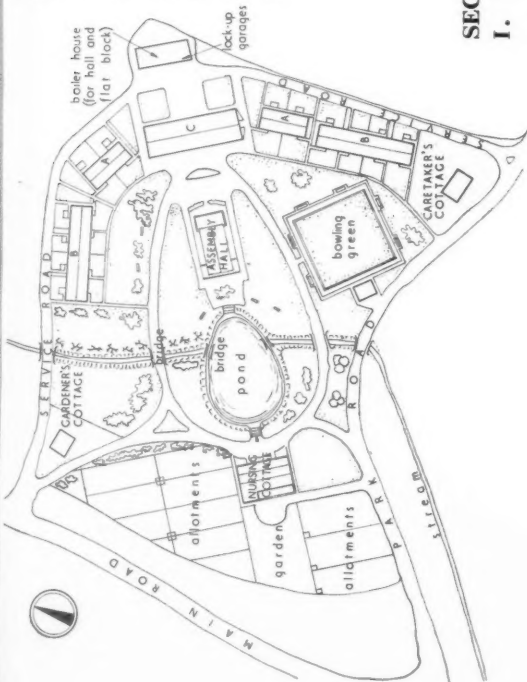 boiler house
(for hall and
flat block)
lock-up
garages
SERVICE ROAD
A
B
C
A
B
SERVICE ROAD
GARDENER'S
COTTAGE
bridge
ASSEMBLY
HALL
bridge
pond
bowling
green
CARETAKER'S
COTTAGE
allotments
NURSING
COTTAGE
garden
allotments
MAIN ROAD
PARK ROAD
stream
SEC
I.